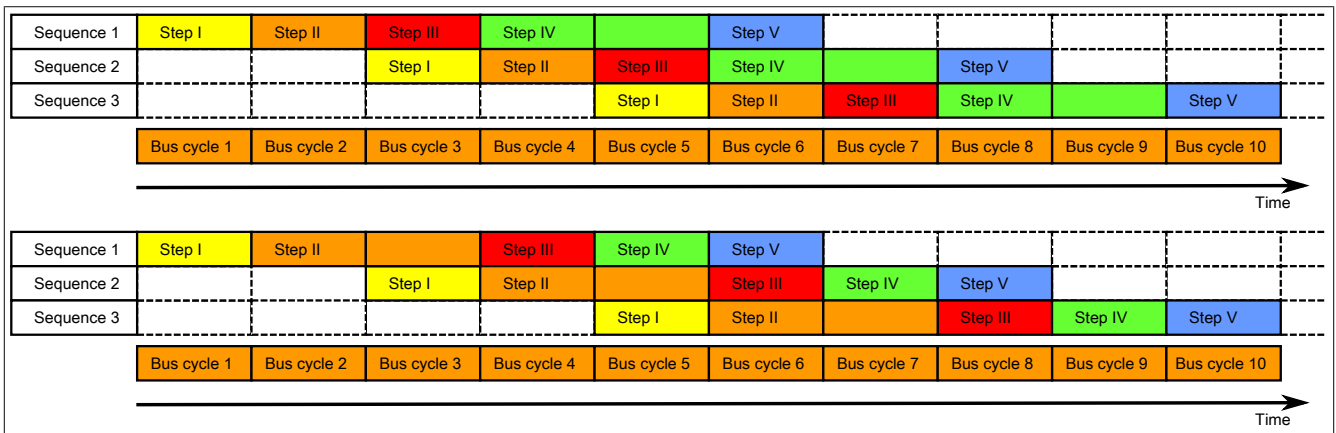 Sequence 1 Step I Step II Step III Step IV Step V
Sequence 2 Step I Step II Step III Step IV Step V
Sequence 3 Step I Step II Step III Step IV Step V
Bus cycle 1 Bus cycle 2 Bus cycle 3 Bus cycle 4 Bus cycle 5 Bus cycle 6 Bus cycle 7 Bus cycle 8 Bus cycle 9 Bus cycle 10
Time
Sequence 1 Step I Step II Step III Step IV Step V
Sequence 2 Step I Step II Step III Step IV Step V
Sequence 3 Step I Step II Step III Step IV Step V
Bus cycle 1 Bus cycle 2 Bus cycle 3 Bus cycle 4 Bus cycle 5 Bus cycle 6 Bus cycle 7 Bus cycle 8 Bus cycle 9 Bus cycle 10
Time